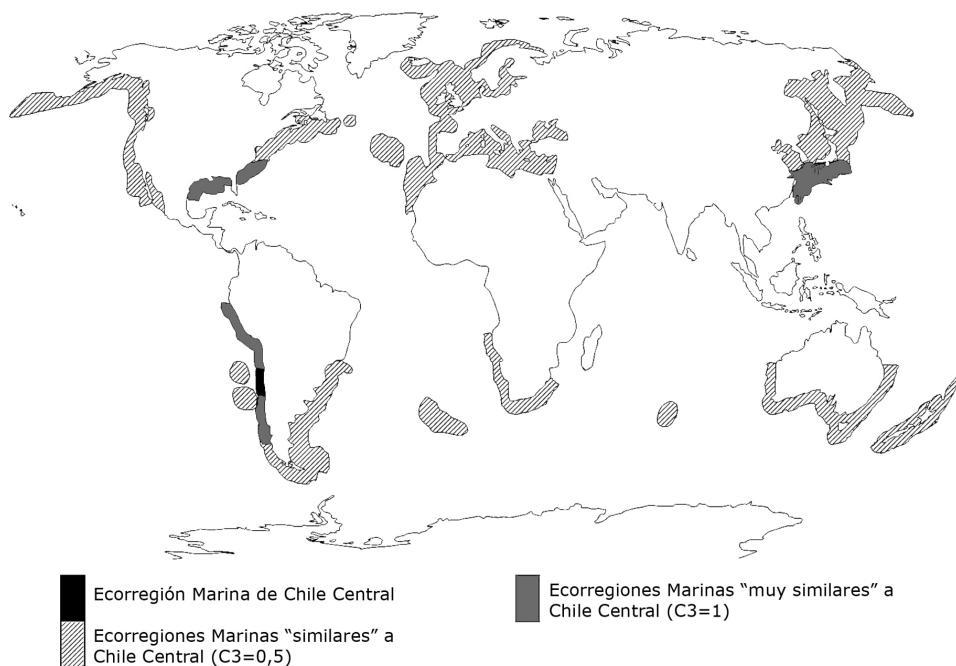 Ecorregión Marina de Chile Central
Ecorregiones Marinas "similares" a
Chile Central (C3=0,5)
Ecorregiones Marinas "muy similares" a
Chile Central (C3=1)